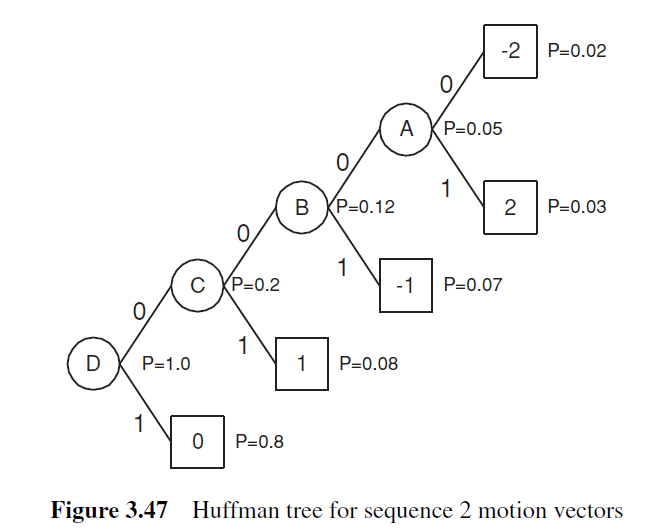 -2 P=0.02
0
A P=0.05
0
1
2 P=0.03
B P=0.12
0
1
-1 P=0.07
C P=0.2
0
1
1 P=0.08
D P=1.0
1
0 P=0.8
Figure 3.47 Huffman tree for sequence 2 motion vectors